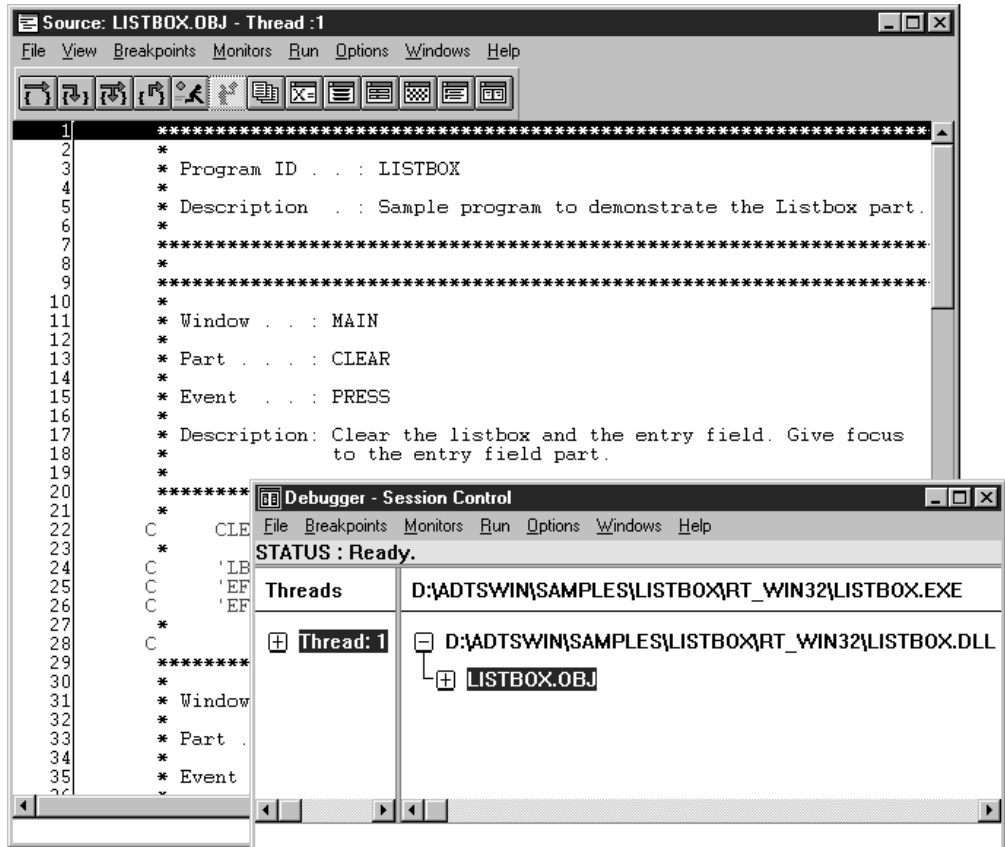 Source: LISTBOX.OBJ - Thread :1
File View Breakpoints Monitors Run Options Windows Help
1 **********************************************************************
2 *
3 * Program ID . . : LISTBOX
4 *
5 * Description . : Sample program to demonstrate the Listbox part.
6 *
7 **********************************************************************
8 *
9 **********************************************************************
10 *
11 * Window . . : MAIN
12 *
13 * Part . . . : CLEAR
14 *
15 * Event . . : PRESS
16 *
17 * Description: Clear the listbox and the entry field. Give focus
18 * to the entry field part.
19 *
20 ********
21 *
22 C CLE
23 *
24 C 'LB
25 C 'EF
26 C 'EF
27 *
28 C
29 ********
30 *
31 * Window
32 *
33 * Part .
34 *
35 * Event
Debugger - Session Control
File Breakpoints Monitors Run Options Windows Help
STATUS : Ready.
Threads
D:\ADTSWIN\SAMPLES\LISTBOX\RT_WIN32\LISTBOX.EXE
Thread: 1
D:\ADTSWIN\SAMPLES\LISTBOX\RT_WIN32\LISTBOX.DLL
LISTBOX.OBJ